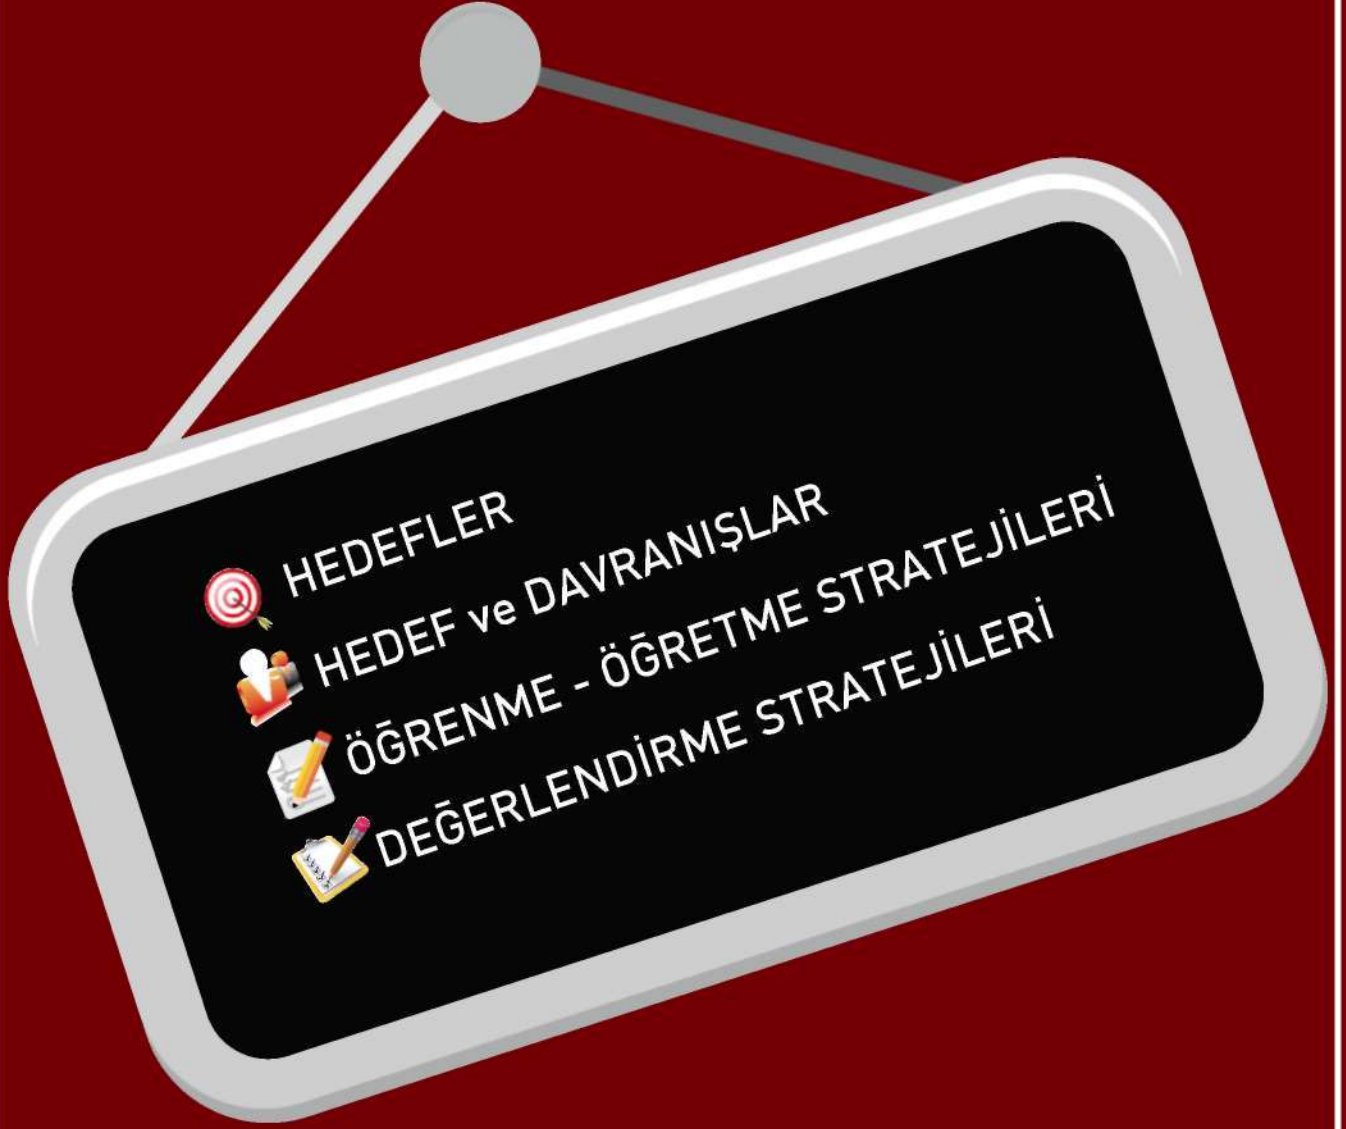 HEDEFLER
HEDEF ve DAVRANIŞLAR
ÖĞRENME - ÖĞRETME STRATEJİLERİ
DEĞERLENDİRME STRATEJİLERİ